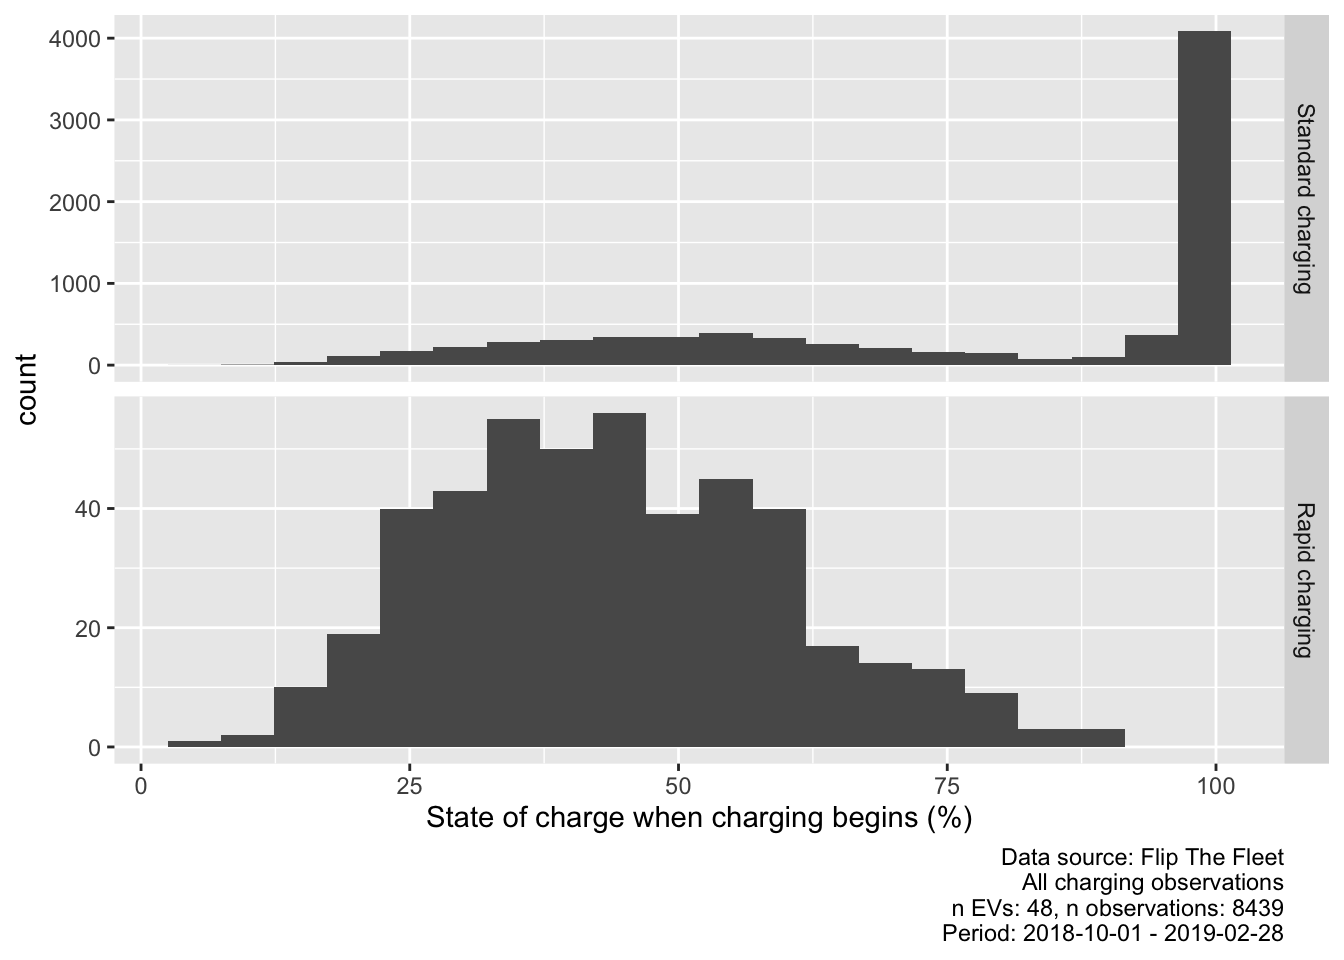 4000
3000
2000
1000
0
Standard charging
count
40
20
0
Rapid charging
0 25 50 75 100
State of charge when charging begins (%)
Data source: Flip The Fleet
All charging observations
n EVs: 48, n observations: 8439
Period: 2018-10-01 - 2019-02-28